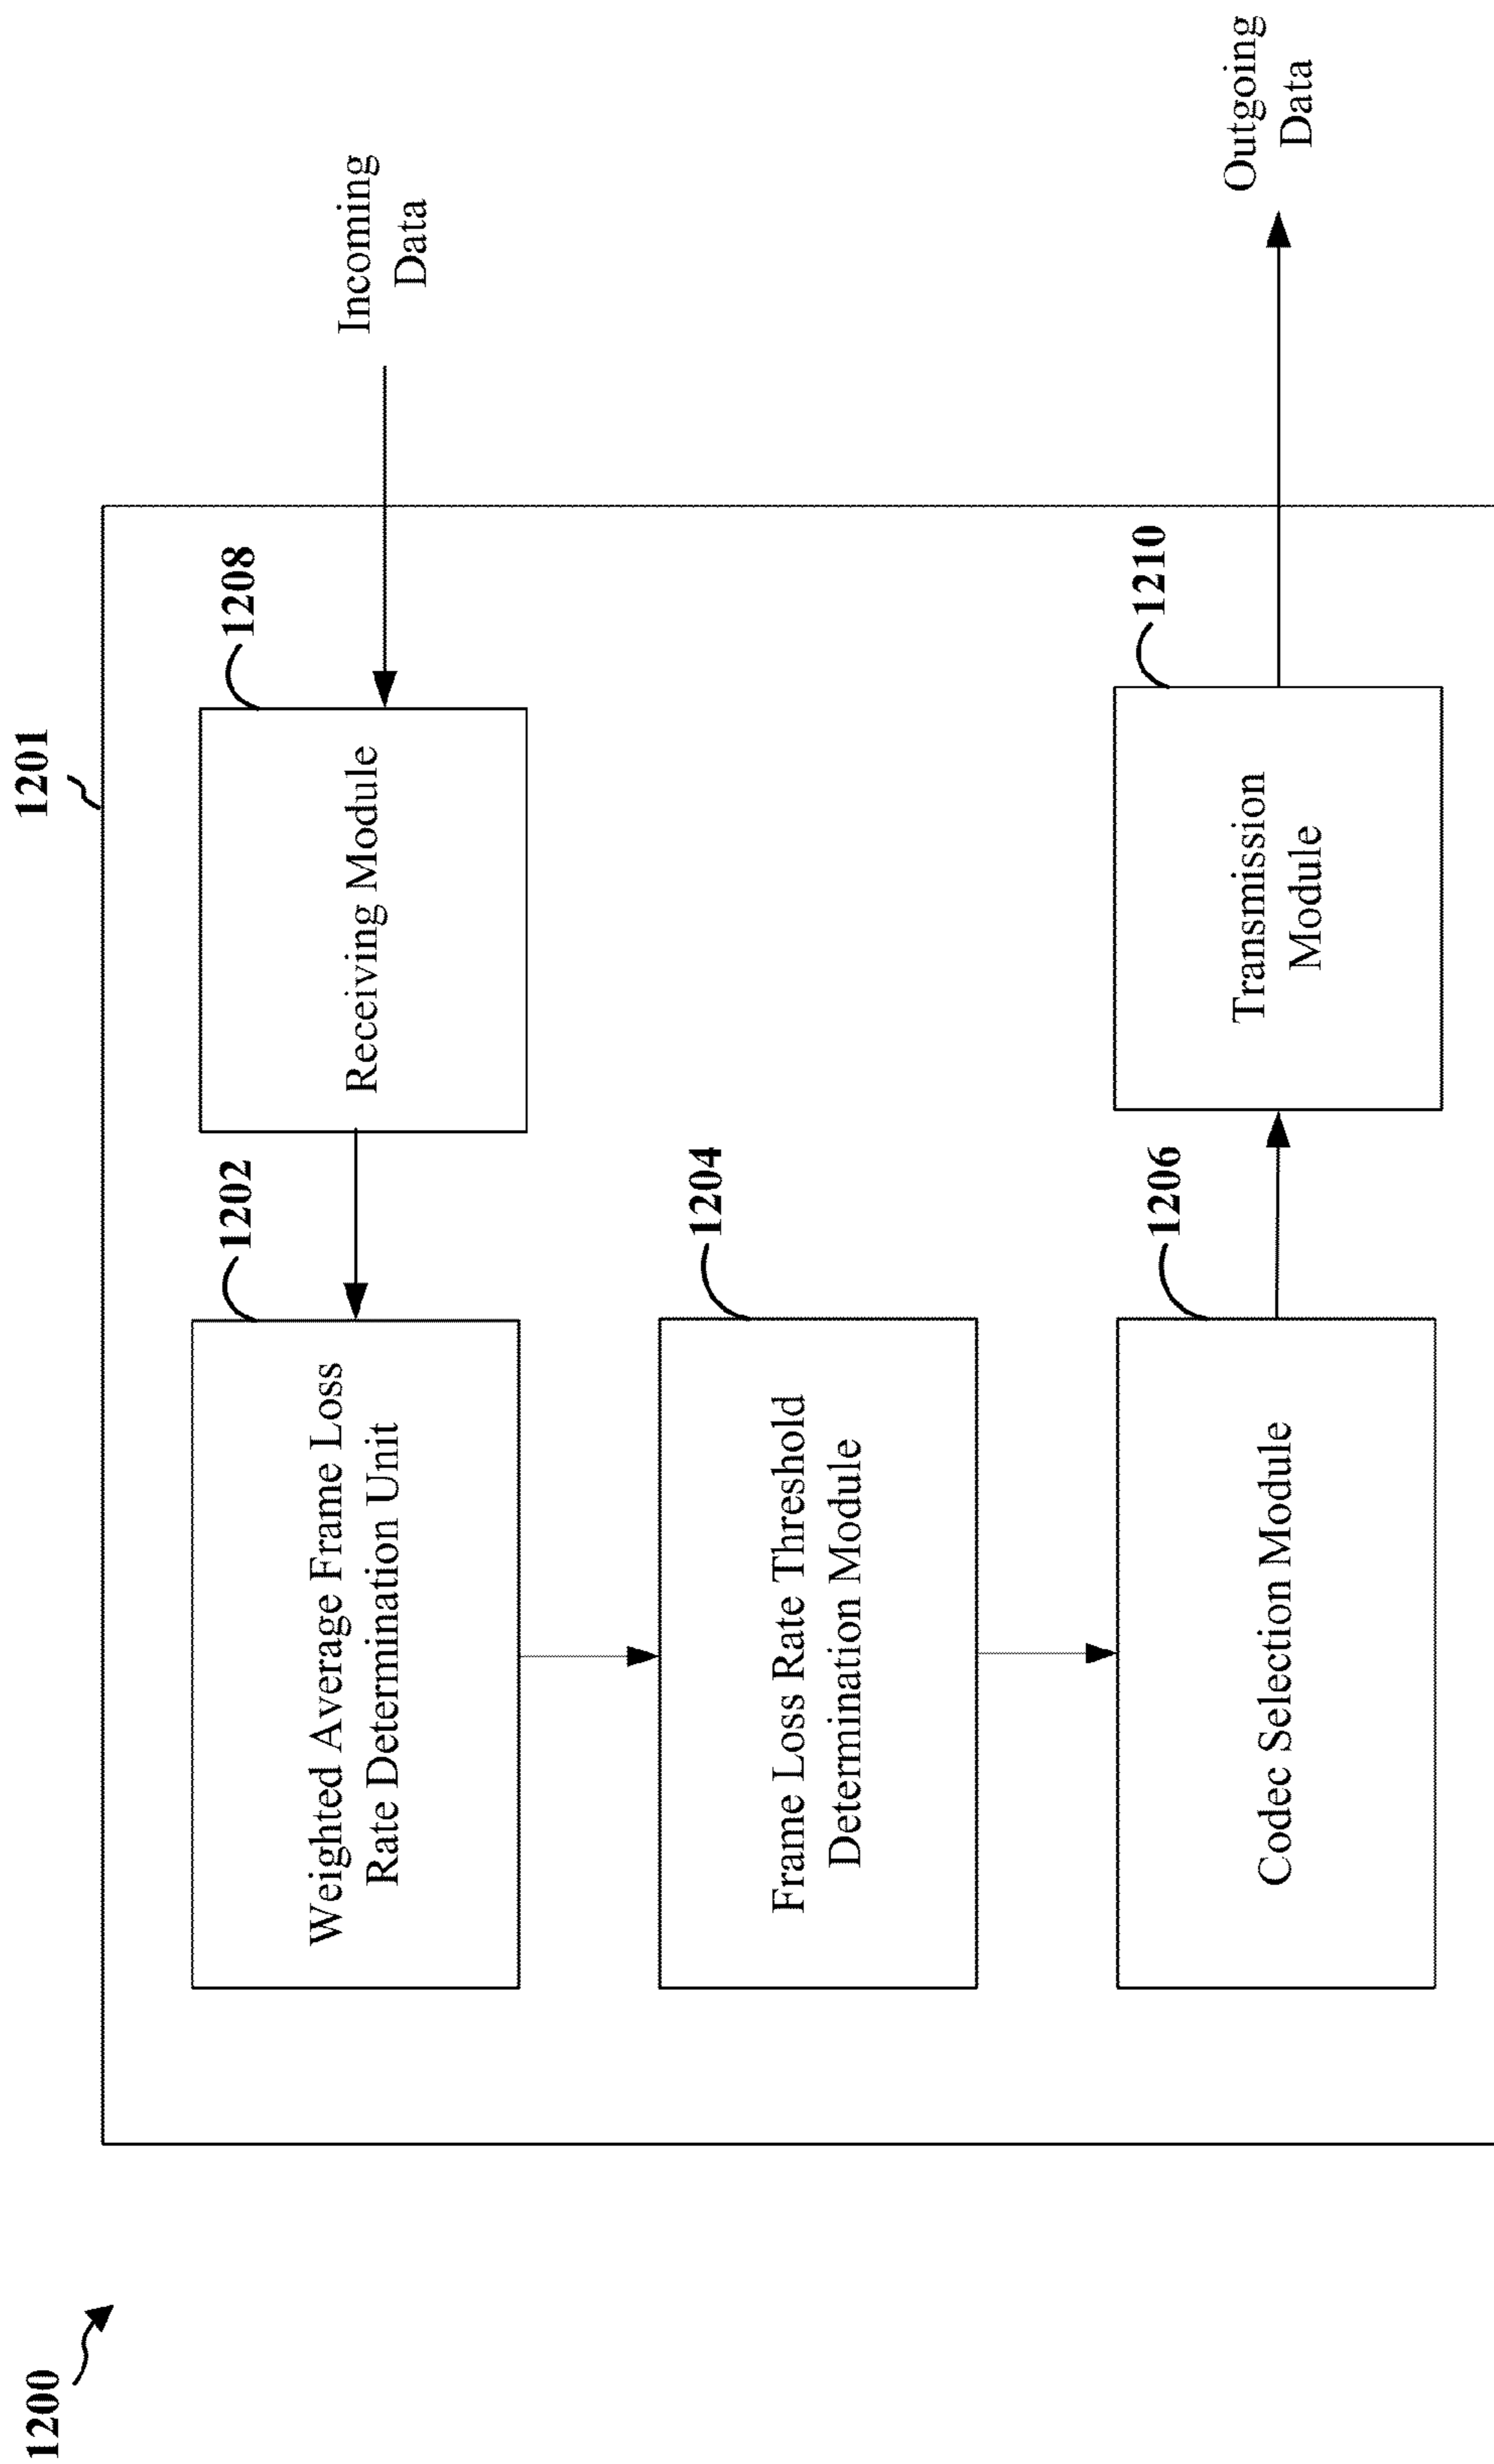 1200
1201
1202
Weighted Average Frame Loss
Rate Determination Unit
1208
Receiving Module
Incoming
Data
1204
Frame Loss Rate Threshold
Determination Module
1206
Codec Selection Module
1210
Transmission
Module
Outgoing
Data